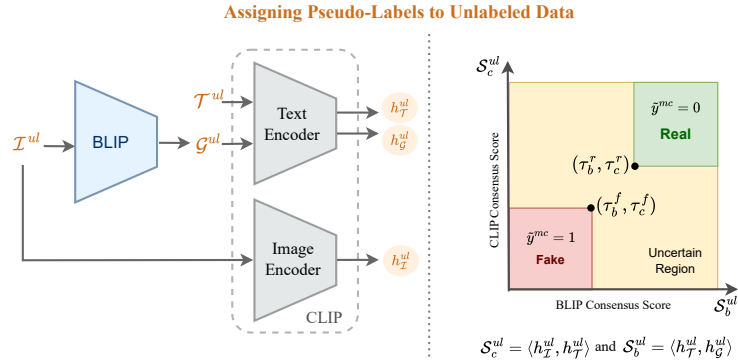 Assigning Pseudo-Labels to Unlabeled Data
𝓘^{ul}
BLIP
𝓣^{ul}
𝓖^{ul}
Text
Encoder
h_𝓣^{ul}
h_𝓖^{ul}
Image
Encoder
h_𝓘^{ul}
CLIP
𝓢_c^{ul}
CLIP Consensus Score
ỹ^{mc} = 0
Real
(τ_b^r, τ_c^r)
(τ_b^f, τ_c^f)
ỹ^{mc} = 1
Fake
Uncertain
Region
BLIP Consensus Score
𝓢_b^{ul}
𝓢_c^{ul} = ⟨h_𝓘^{ul}, h_𝓣^{ul}⟩ and 𝓢_b^{ul} = ⟨h_𝓣^{ul}, h_𝓖^{ul}⟩